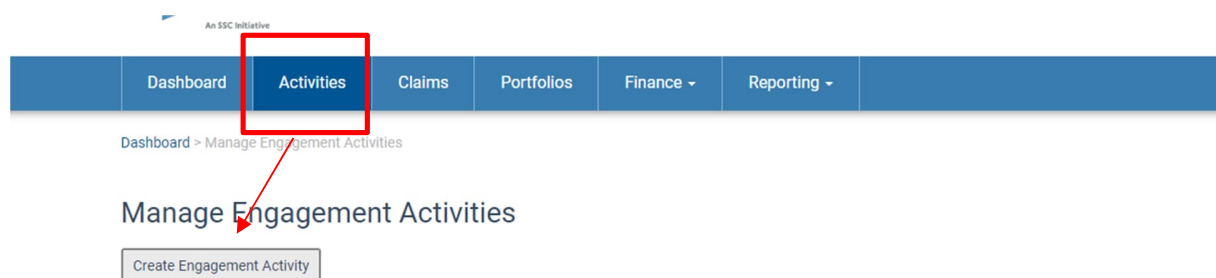 An SSC Initiative
Dashboard Activities Claims Portfolios Finance Reporting
Dashboard > Manage Engagement Activities
Manage Engagement Activities
Create Engagement Activity